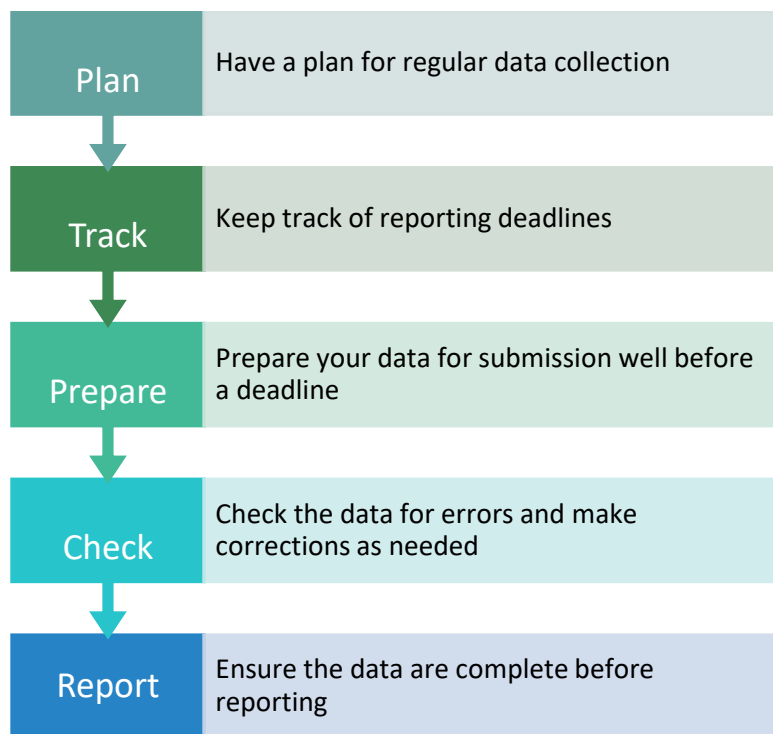 Plan
Have a plan for regular data collection
Track
Keep track of reporting deadlines
Prepare
Prepare your data for submission well before
a deadline
Check
Check the data for errors and make
corrections as needed
Report
Ensure the data are complete before
reporting